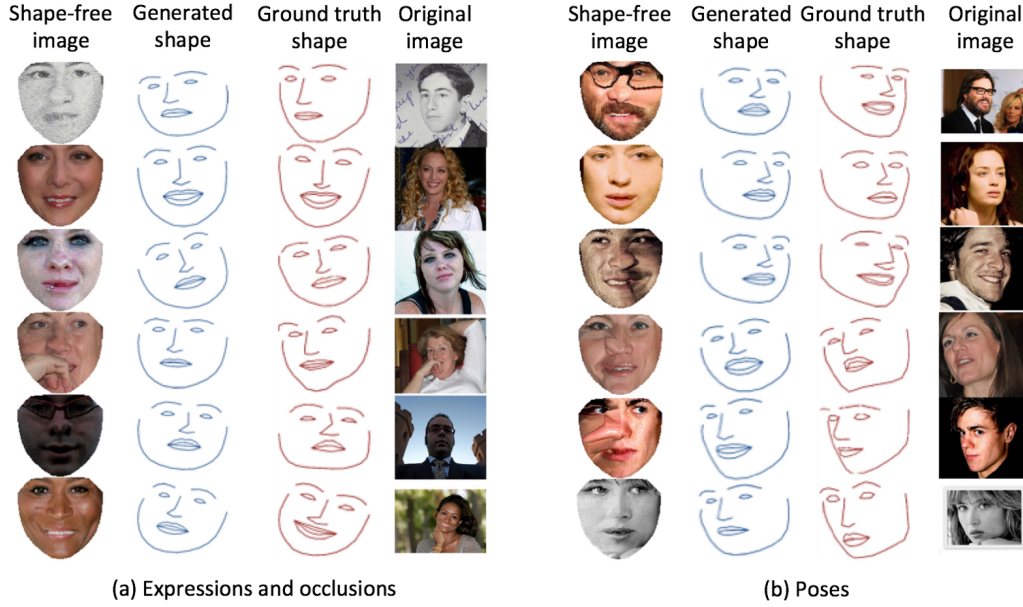 Shape-free Generated Ground truth Original
image shape shape image
Shape-free Generated Ground truth Original
image shape shape image
(a) Expressions and occlusions
(b) Poses